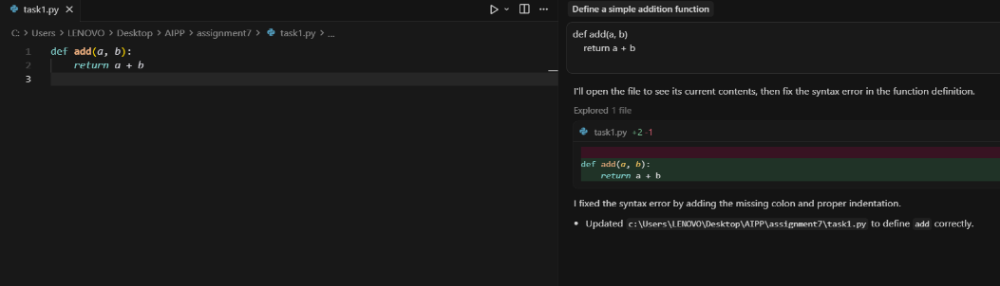 task1.py
C: > Users > LENOVO > Desktop > AIPP > assignment7 > task1.py > ...
1 def add(a, b):
2     return a + b
3
Define a simple addition function
def add(a, b)
    return a + b
I'll open the file to see its current contents, then fix the syntax error in the function definition.
Explored 1 file
task1.py +2 -1
def add(a, b):
    return a + b
I fixed the syntax error by adding the missing colon and proper indentation.
• Updated c:\Users\LENOVO\Desktop\AIPP\assignment7\task1.py to define add correctly.